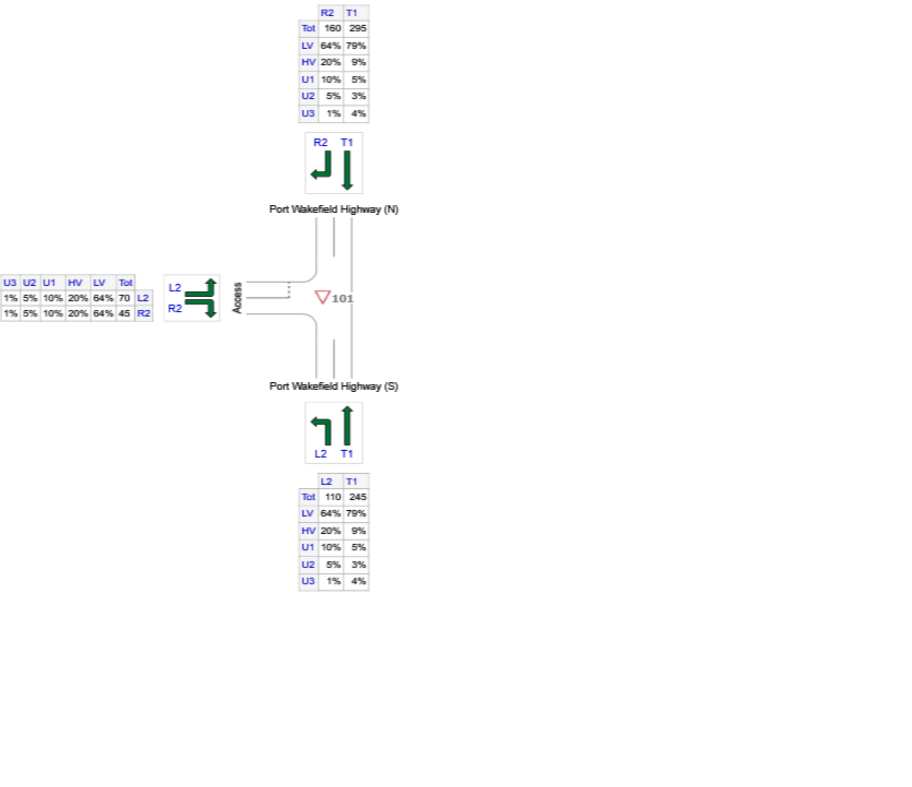 R2 T1
Tot 160 295
LV 64% 79%
HV 20% 9%
U1 10% 5%
U2 5% 3%
U3 1% 4%
R2 T1
Port Wakefield Highway (N)
U3 U2 U1 HV LV Tot
1% 5% 10% 20% 64% 70 L2
1% 5% 10% 20% 64% 45 R2
L2
R2
Access
101
Port Wakefield Highway (S)
L2 T1
L2 T1
Tot 110 245
LV 64% 79%
HV 20% 9%
U1 10% 5%
U2 5% 3%
U3 1% 4%